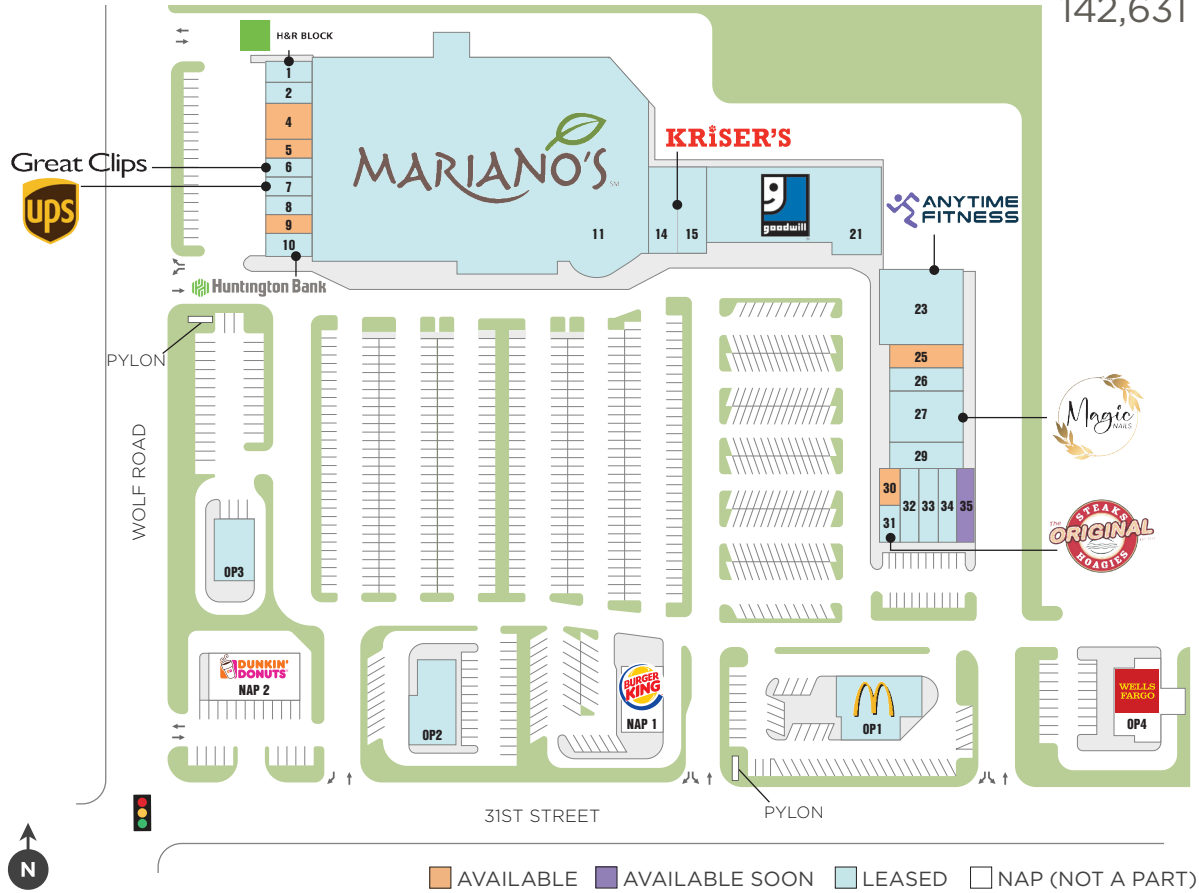 142,631
H&R BLOCK
1
2
4
5
6
7
8
9
10
Great Clips
ups
Huntington Bank
MARIANO'S
SM
11
KRiSER'S
14
15
goodwill
21
ANYTIME
FITNESS
23
25
26
27
29
30
31
32
33
34
35
Magic
NAILS
The
ORIGINAL
STEAKS
HOAGIES
PYLON
WOLF ROAD
OP3
DUNKIN'
DONUTS
NAP 2
OP2
BURGER
KING
NAP 1
OP1
WELLS
FARGO
OP4
PYLON
31ST STREET
N
AVAILABLE
AVAILABLE SOON
LEASED
NAP (NOT A PART)